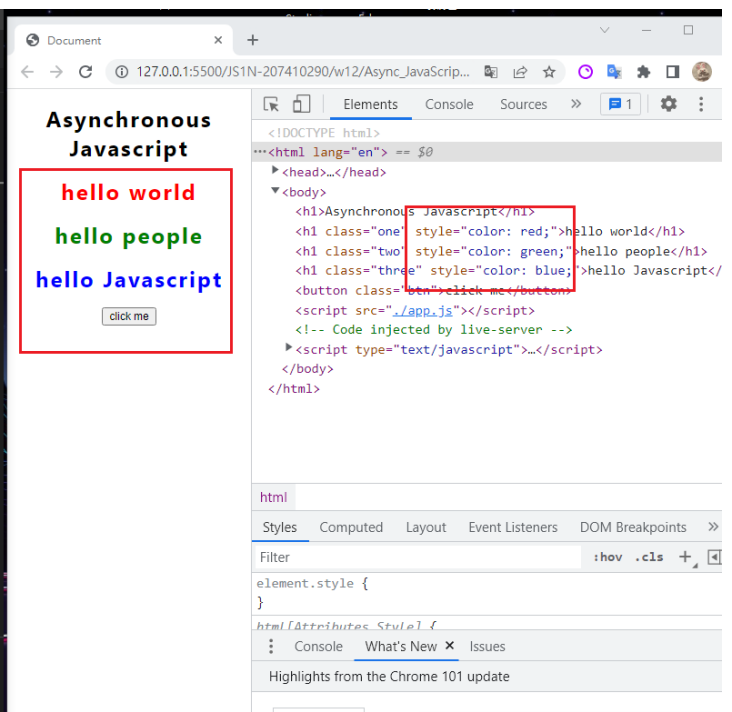 Document
127.0.0.1:5500/JS1N-207410290/w12/Async_JavaScrip...
Asynchronous
Javascript
hello world
hello people
hello Javascript
click me
Elements Console Sources » 1
<!DOCTYPE html>
···<html lang="en"> == $0
<head>…</head>
<body>
<h1>Asynchronous Javascript</h1>
<h1 class="one" style="color: red;">hello world</h1>
<h1 class="two" style="color: green;">hello people</h1>
<h1 class="three" style="color: blue;">hello Javascript</
<button class="btn">click me</button>
<script src="./app.js"></script>
<!-- Code injected by live-server -->
<script type="text/javascript">…</script>
</body>
</html>
html
Styles Computed Layout Event Listeners DOM Breakpoints »
Filter :hov .cls +
element.style {
}
html[Attributes Style] {
Console What's New × Issues
Highlights from the Chrome 101 update